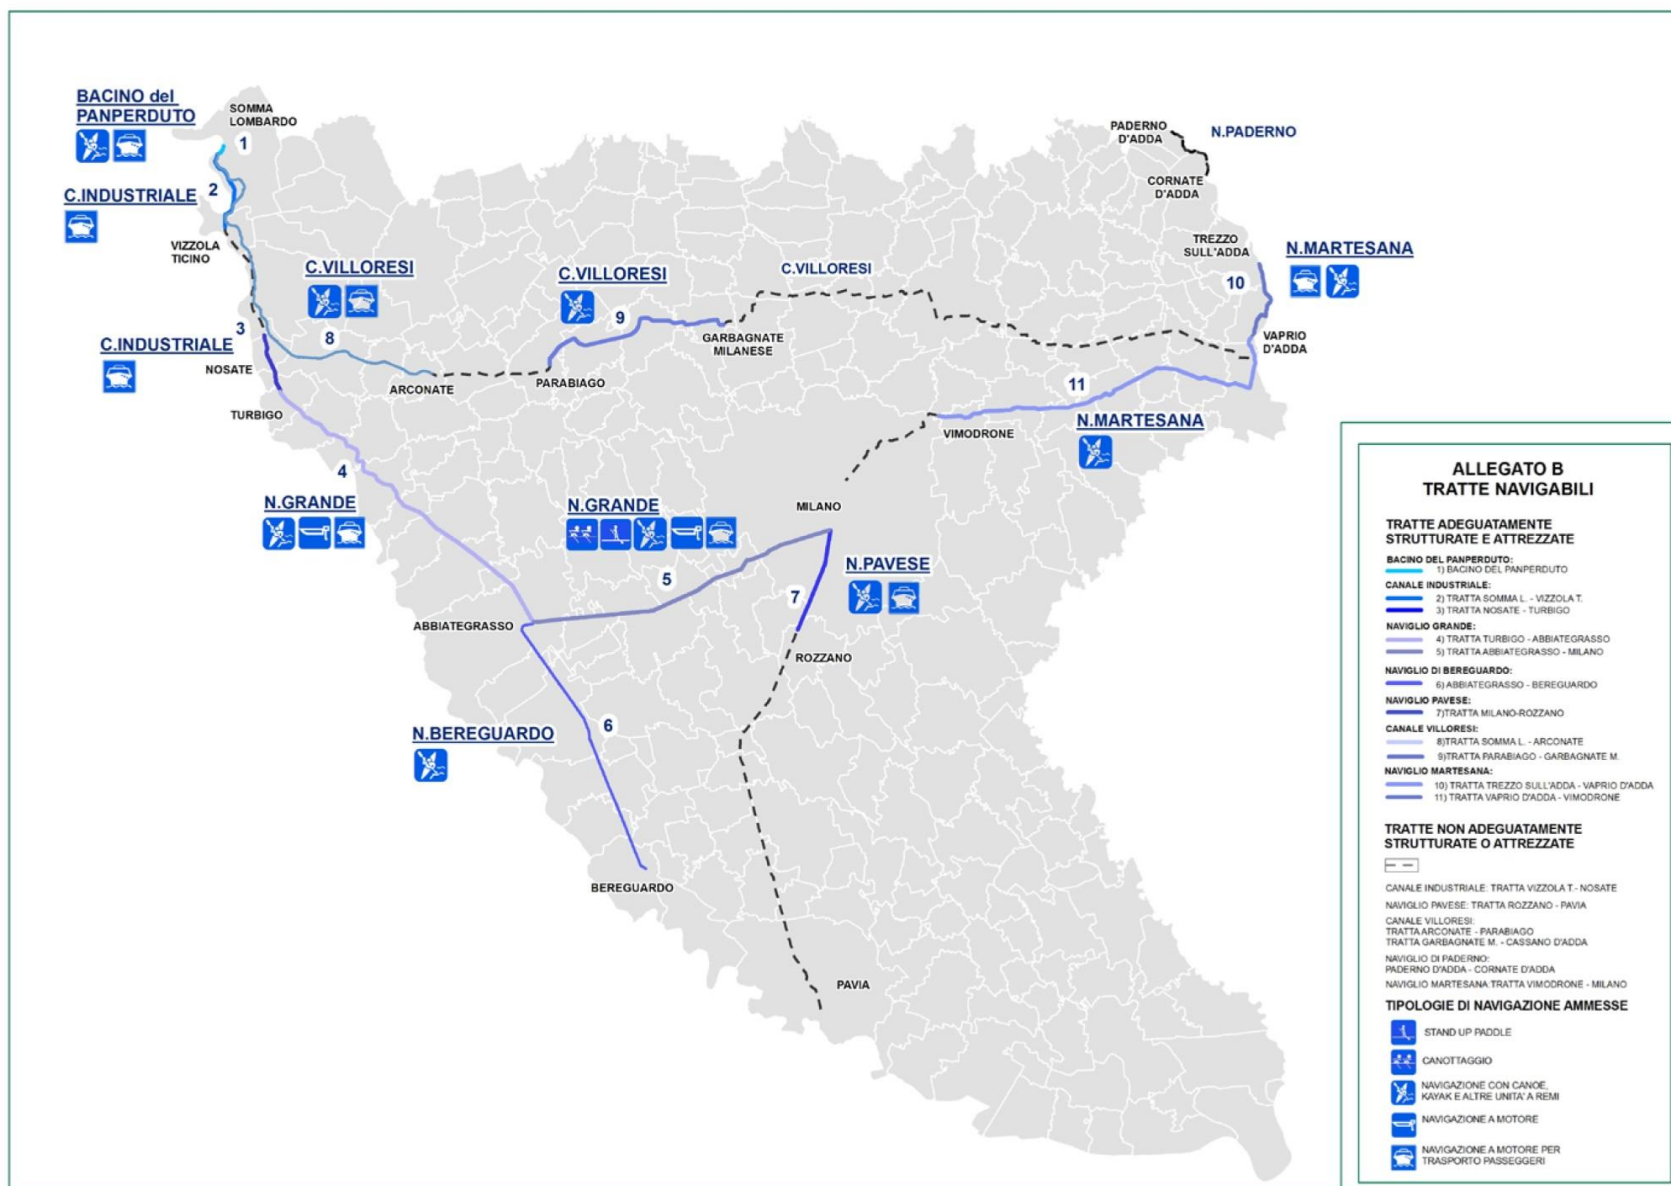 BACINO del
PANPERDUTO
SOMMA
LOMBARDO
1
C.INDUSTRIALE
2
VIZZOLA
TICINO
C.VILLORESI
C.VILLORESI
C.VILLORESI
PADERNO
D'ADDA
N.PADERNO
CORNATE
D'ADDA
TREZZO
SULL'ADDA
N.MARTESANA
10
3
C.INDUSTRIALE
NOSATE
8
9
GARBAGNATE
MILANESE
VAPRIO
D'ADDA
ARCONATE
PARABIAGO
11
TURBIGO
VIMODRONE
N.MARTESANA
4
N.GRANDE
N.GRANDE
MILANO
5
N.PAVESE
7
ABBIATEGRASSO
ROZZANO
6
N.BEREGUARDO
BEREGUARDO
PAVIA
ALLEGATO B
TRATTE NAVIGABILI
TRATTE ADEGUATAMENTE
STRUTTURATE E ATTREZZATE
BACINO DEL PANPERDUTO:
1) BACINO DEL PANPERDUTO
CANALE INDUSTRIALE:
2) TRATTA SOMMA L. - VIZZOLA T.
3) TRATTA NOSATE - TURBIGO
NAVIGLIO GRANDE:
4) TRATTA TURBIGO - ABBIATEGRASSO
5) TRATTA ABBIATEGRASSO - MILANO
NAVIGLIO DI BEREGUARDO:
6) ABBIATEGRASSO - BEREGUARDO
NAVIGLIO PAVESE:
7)TRATTA MILANO-ROZZANO
CANALE VILLORESI:
8)TRATTA SOMMA L. - ARCONATE
9)TRATTA PARABIAGO - GARBAGNATE M.
NAVIGLIO MARTESANA:
10) TRATTA TREZZO SULL'ADDA - VAPRIO D'ADDA
11) TRATTA VAPRIO D'ADDA - VIMODRONE
TRATTE NON ADEGUATAMENTE
STRUTTURATE O ATTREZZATE
CANALE INDUSTRIALE: TRATTA VIZZOLA T.- NOSATE
NAVIGLIO PAVESE: TRATTA ROZZANO - PAVIA
CANALE VILLORESI:
TRATTA ARCONATE - PARABIAGO
TRATTA GARBAGNATE M. - CASSANO D'ADDA
NAVIGLIO DI PADERNO:
PADERNO D'ADDA - CORNATE D'ADDA
NAVIGLIO MARTESANA:TRATTA VIMODRONE - MILANO
TIPOLOGIE DI NAVIGAZIONE AMMESSE
STAND UP PADDLE
CANOTTAGGIO
NAVIGAZIONE CON CANOE,
KAYAK E ALTRE UNITA' A REMI
NAVIGAZIONE A MOTORE
NAVIGAZIONE A MOTORE PER
TRASPORTO PASSEGGERI